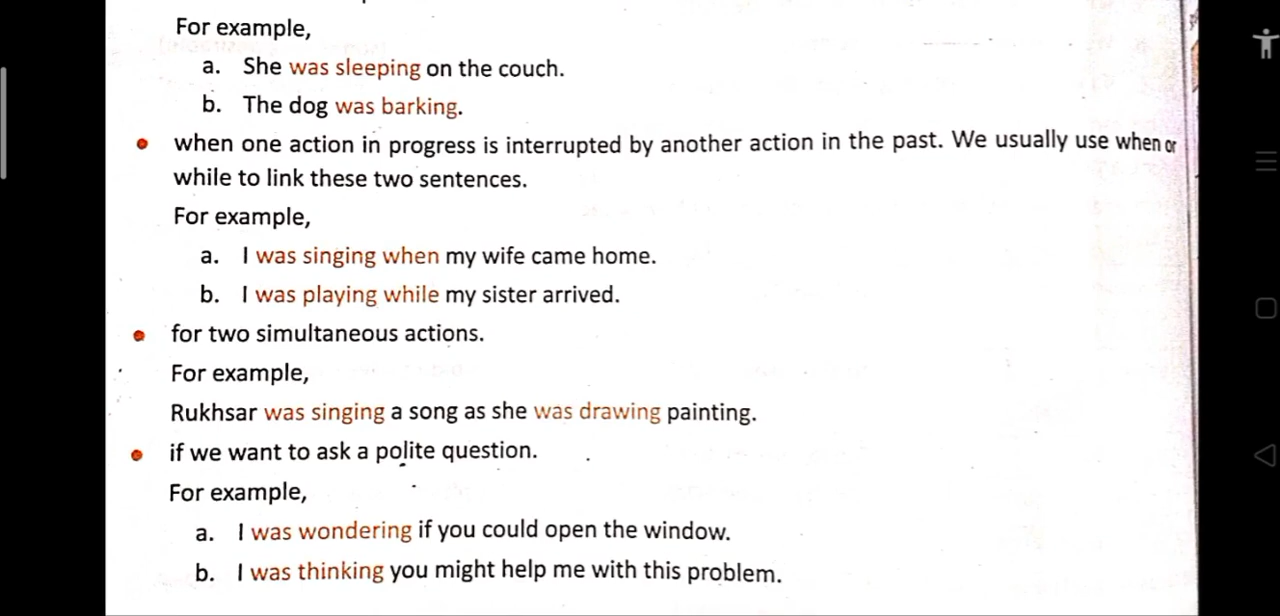 For example,
a. She was sleeping on the couch.
b. The dog was barking.
• when one action in progress is interrupted by another action in the past. We usually use when or
while to link these two sentences.
For example,
a. I was singing when my wife came home.
b. I was playing while my sister arrived.
• for two simultaneous actions.
For example,
Rukhsar was singing a song as she was drawing painting.
• if we want to ask a polite question.
For example,
a. I was wondering if you could open the window.
b. I was thinking you might help me with this problem.